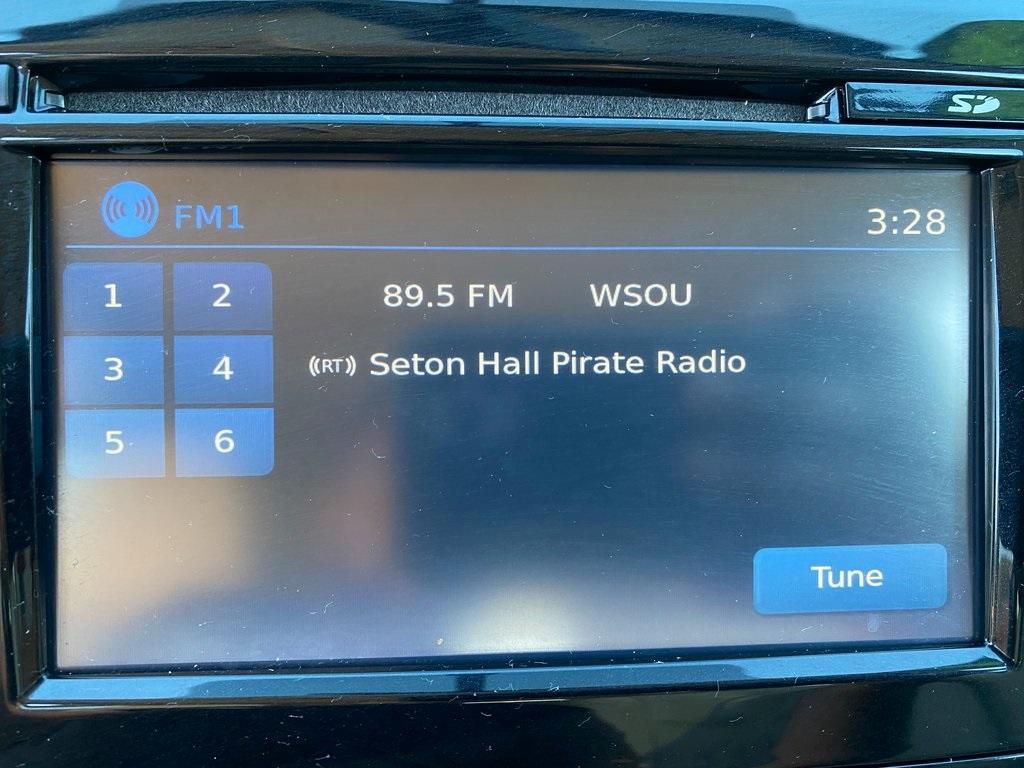 SD
FM1
3:28
1 2
89.5 FM WSOU
3 4
RT Seton Hall Pirate Radio
5 6
Tune